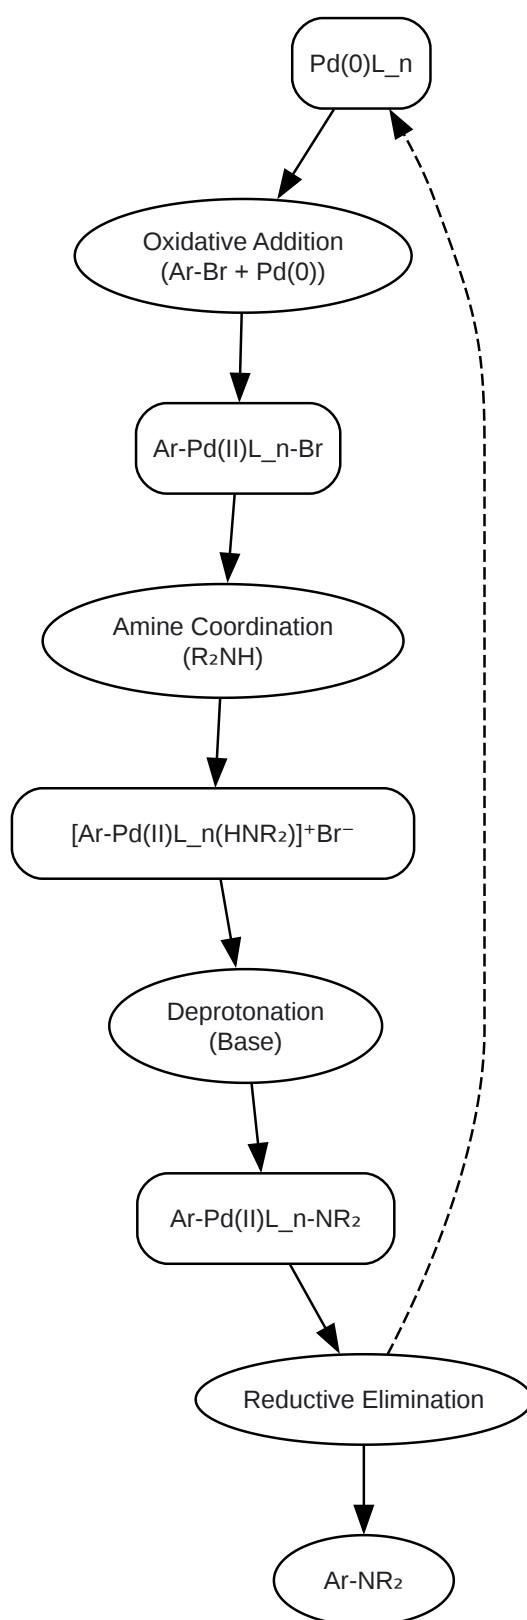 Pd(0)L_n
Oxidative Addition
(Ar-Br + Pd(0))
Ar-Pd(II)L_n-Br
Amine Coordination
(R₂NH)
[Ar-Pd(II)L_n(HNR₂)]⁺Br⁻
Deprotonation
(Base)
Ar-Pd(II)L_n-NR₂
Reductive Elimination
Ar-NR₂